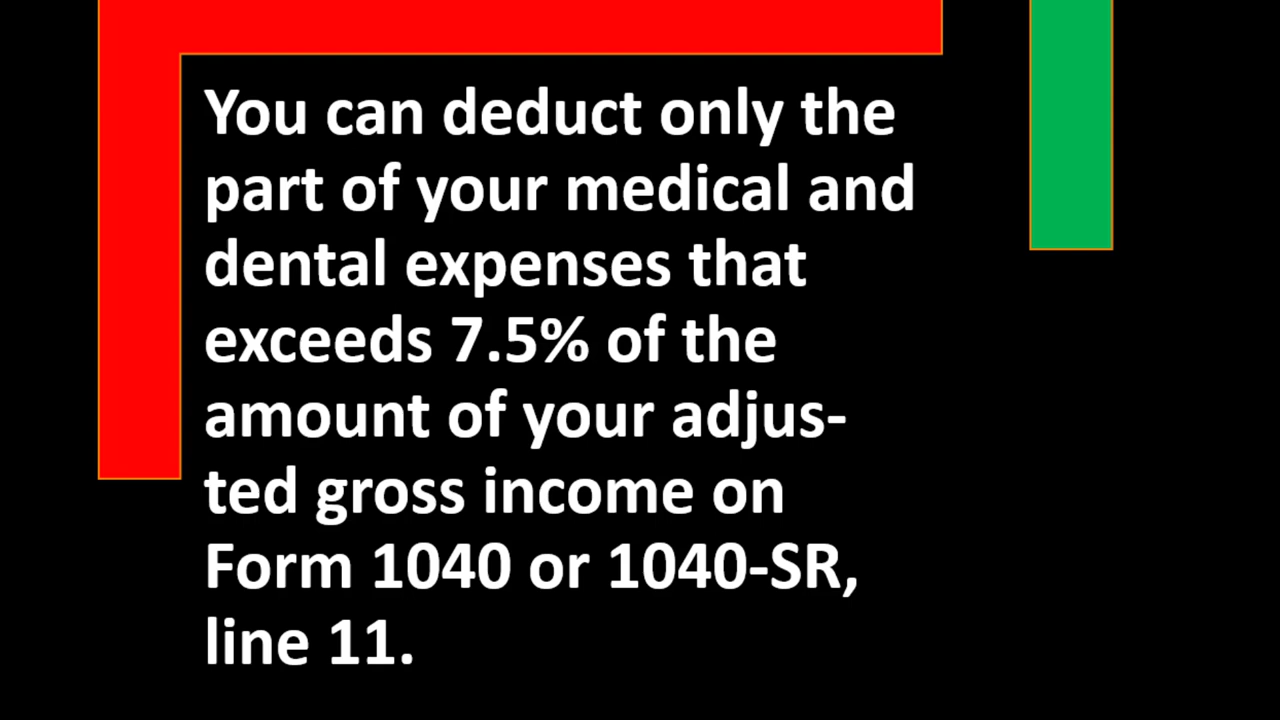 You can deduct only the
part of your medical and
dental expenses that
exceeds 7.5% of the
amount of your adjus-
ted gross income on
Form 1040 or 1040-SR,
line 11.